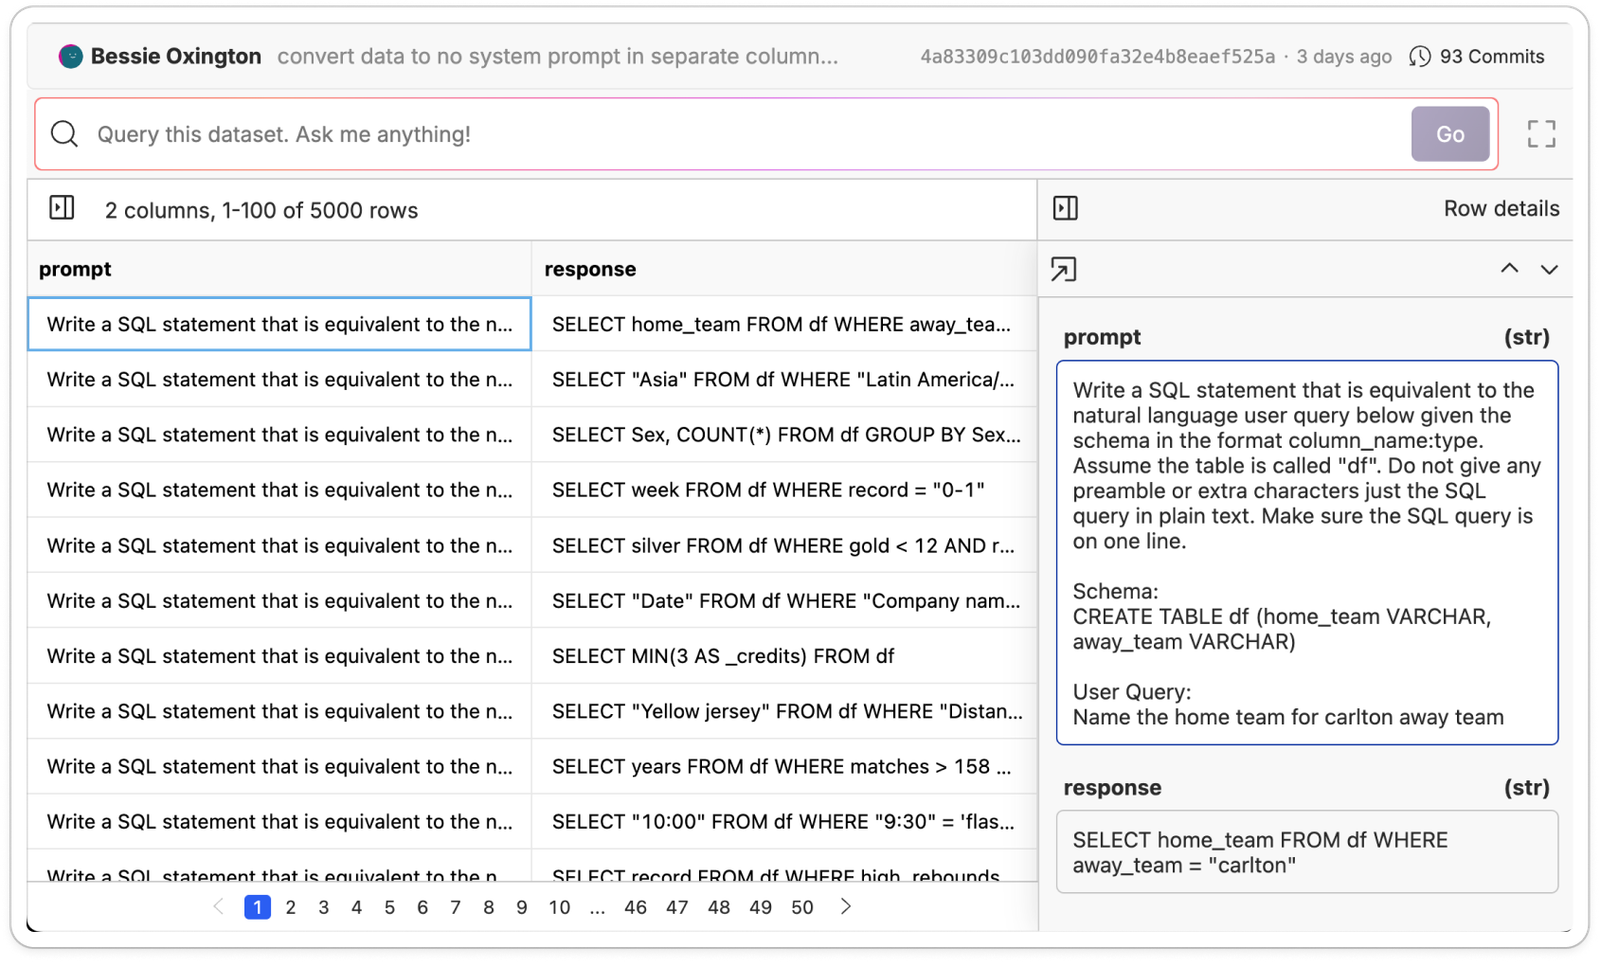 Bessie Oxington convert data to no system prompt in separate column... 4a83309c103dd090fa32e4b8eaef525a · 3 days ago 93 Commits
Query this dataset. Ask me anything! Go
2 columns, 1-100 of 5000 rows
Row details
prompt response
Write a SQL statement that is equivalent to the n... SELECT home_team FROM df WHERE away_tea...
Write a SQL statement that is equivalent to the n... SELECT "Asia" FROM df WHERE "Latin America/...
Write a SQL statement that is equivalent to the n... SELECT Sex, COUNT(*) FROM df GROUP BY Sex...
Write a SQL statement that is equivalent to the n... SELECT week FROM df WHERE record = "0-1"
Write a SQL statement that is equivalent to the n... SELECT silver FROM df WHERE gold < 12 AND r...
Write a SQL statement that is equivalent to the n... SELECT "Date" FROM df WHERE "Company nam...
Write a SQL statement that is equivalent to the n... SELECT MIN(3 AS _credits) FROM df
Write a SQL statement that is equivalent to the n... SELECT "Yellow jersey" FROM df WHERE "Distan...
Write a SQL statement that is equivalent to the n... SELECT years FROM df WHERE matches > 158 ...
Write a SQL statement that is equivalent to the n... SELECT "10:00" FROM df WHERE "9:30" = 'flas...
Write a SQL statement that is equivalent to the n SELECT record FROM df WHERE high_rebounds
1 2 3 4 5 6 7 8 9 10 ... 46 47 48 49 50
prompt (str)
Write a SQL statement that is equivalent to the
natural language user query below given the
schema in the format column_name:type.
Assume the table is called "df". Do not give any
preamble or extra characters just the SQL
query in plain text. Make sure the SQL query is
on one line.
Schema:
CREATE TABLE df (home_team VARCHAR,
away_team VARCHAR)
User Query:
Name the home team for carlton away team
response (str)
SELECT home_team FROM df WHERE
away_team = "carlton"